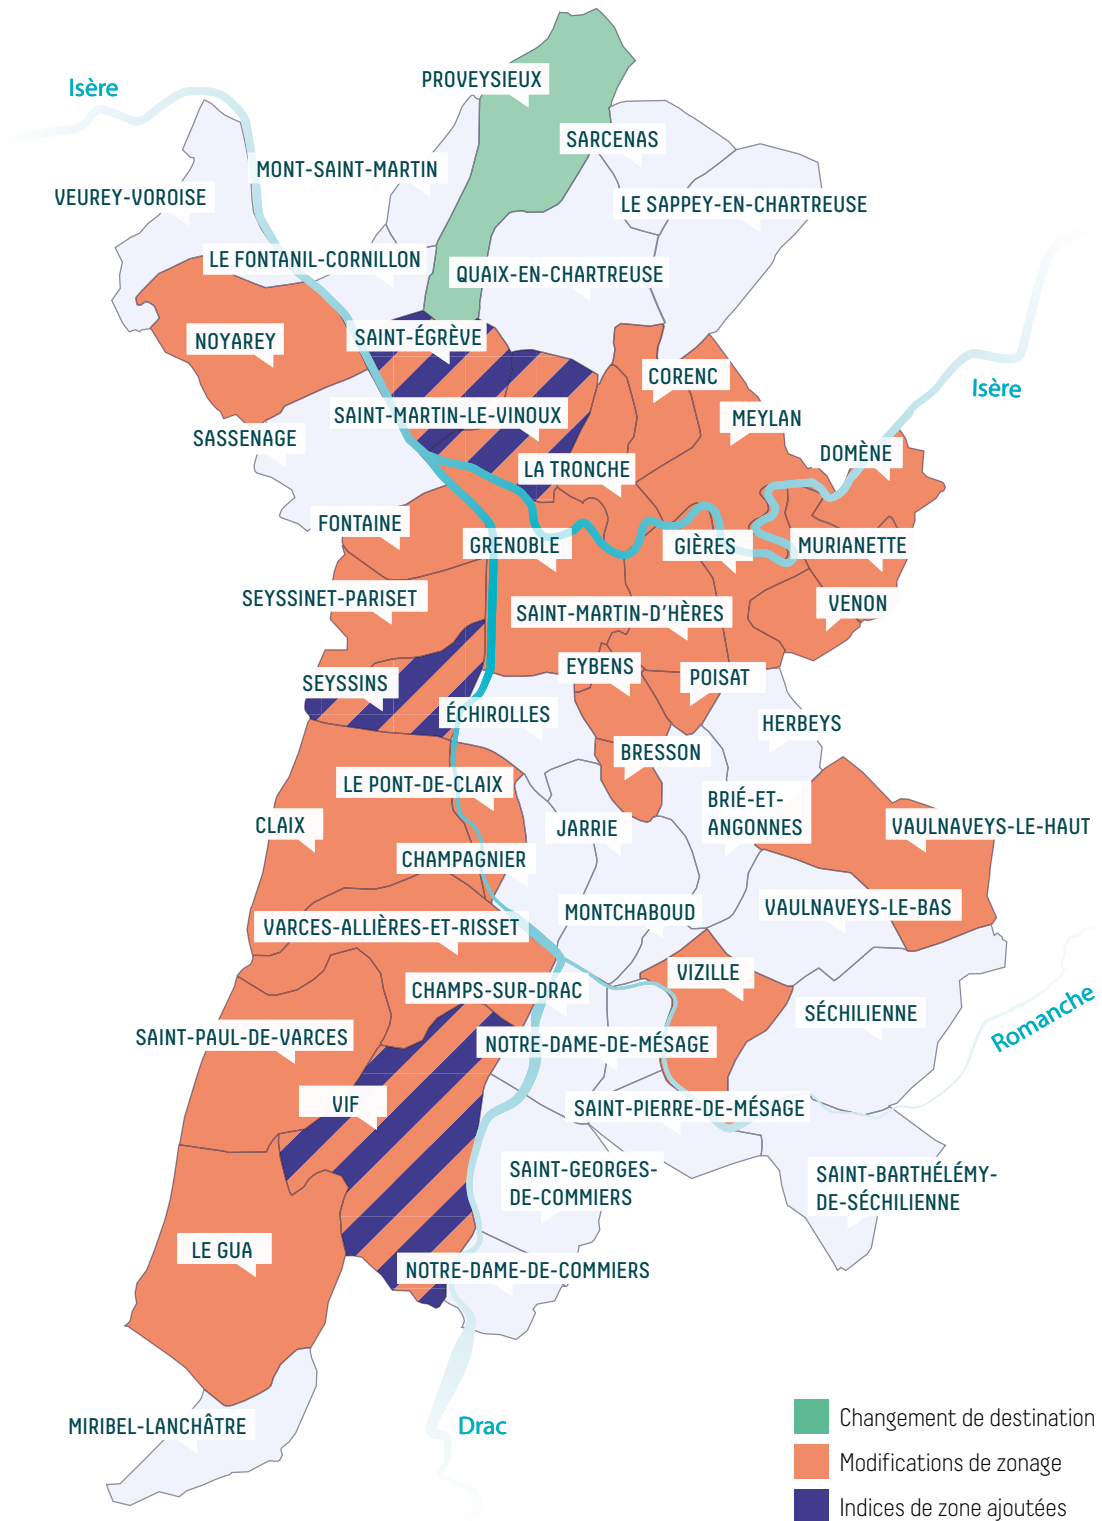 PROVEYSIEUX
Isère
SARCENAS
MONT-SAINT-MARTIN
VEUREY-VOROISE
LE SAPPEY-EN-CHARTREUSE
LE FONTANIL-CORNILLON
QUAIX-EN-CHARTREUSE
NOYAREY
SAINT-ÉGRÈVE
CORENC
Isère
SAINT-MARTIN-LE-VINOUX
MEYLAN
SASSENAGE
DOMÈNE
LA TRONCHE
FONTAINE
GRENOBLE
GIÈRES
MURIANETTE
SEYSSINET-PARISET
VENON
SAINT-MARTIN-D'HÈRES
EYBENS
POISAT
SEYSSINS
ÉCHIROLLES
HERBEYS
BRESSON
LE PONT-DE-CLAIX
BRIÉ-ET-
ANGONNES
CLAIX
JARRIE
VAULNAVEYS-LE-HAUT
CHAMPAGNIER
MONTCHABOUD
VAULNAVEYS-LE-BAS
VARCES-ALLIÈRES-ET-RISSET
VIZILLE
CHAMPS-SUR-DRAC
SÉCHILIENNE
Romanche
SAINT-PAUL-DE-VARCES
NOTRE-DAME-DE-MÉSAGE
VIF
SAINT-PIERRE-DE-MÉSAGE
SAINT-GEORGES-
DE-COMMIERS
SAINT-BARTHÉLÉMY-
DE-SÉCHILIENNE
LE GUA
NOTRE-DAME-DE-COMMIERS
MIRIBEL-LANCHÂTRE
Drac
Changement de destination
Modifications de zonage
Indices de zone ajoutées